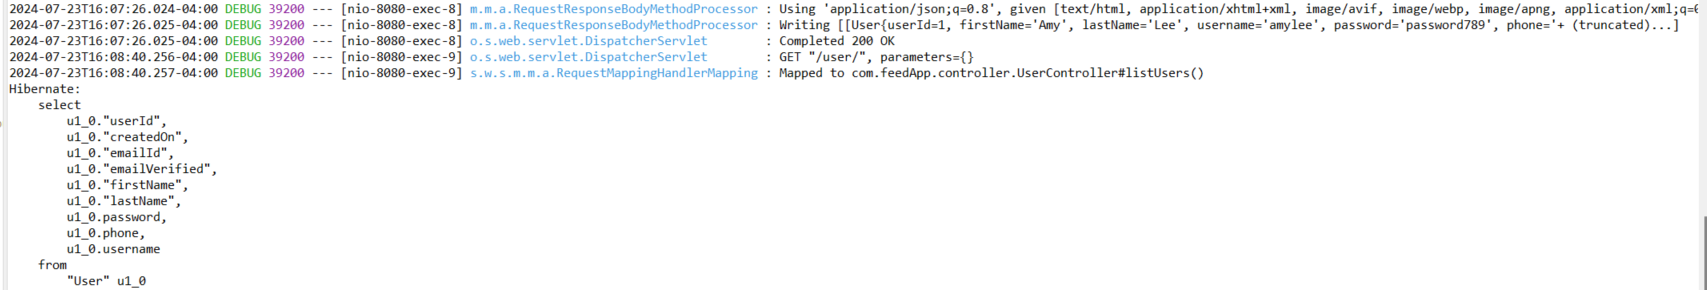 2024-07-23T16:07:26.024-04:00 DEBUG 39200 --- [nio-8080-exec-8] m.m.a.RequestResponseBodyMethodProcessor : Using 'application/json;q=0.8', given [text/html, application/xhtml+xml, image/avif, image/webp, image/apng, application/xml;q=
2024-07-23T16:07:26.025-04:00 DEBUG 39200 --- [nio-8080-exec-8] m.m.a.RequestResponseBodyMethodProcessor : Writing [[User{userId=1, firstName='Amy', lastName='Lee', username='amylee', password='password789', phone='+ (truncated)...]
2024-07-23T16:07:26.025-04:00 DEBUG 39200 --- [nio-8080-exec-8] o.s.web.servlet.DispatcherServlet : Completed 200 OK
2024-07-23T16:08:40.256-04:00 DEBUG 39200 --- [nio-8080-exec-9] o.s.web.servlet.DispatcherServlet : GET "/user/", parameters={}
2024-07-23T16:08:40.257-04:00 DEBUG 39200 --- [nio-8080-exec-9] s.w.s.m.m.a.RequestMappingHandlerMapping : Mapped to com.feedApp.controller.UserController#listUsers()
Hibernate:
select
u1_0."userId",
u1_0."createdOn",
u1_0."emailId",
u1_0."emailVerified",
u1_0."firstName",
u1_0."lastName",
u1_0.password,
u1_0.phone,
u1_0.username
from
"User" u1_0